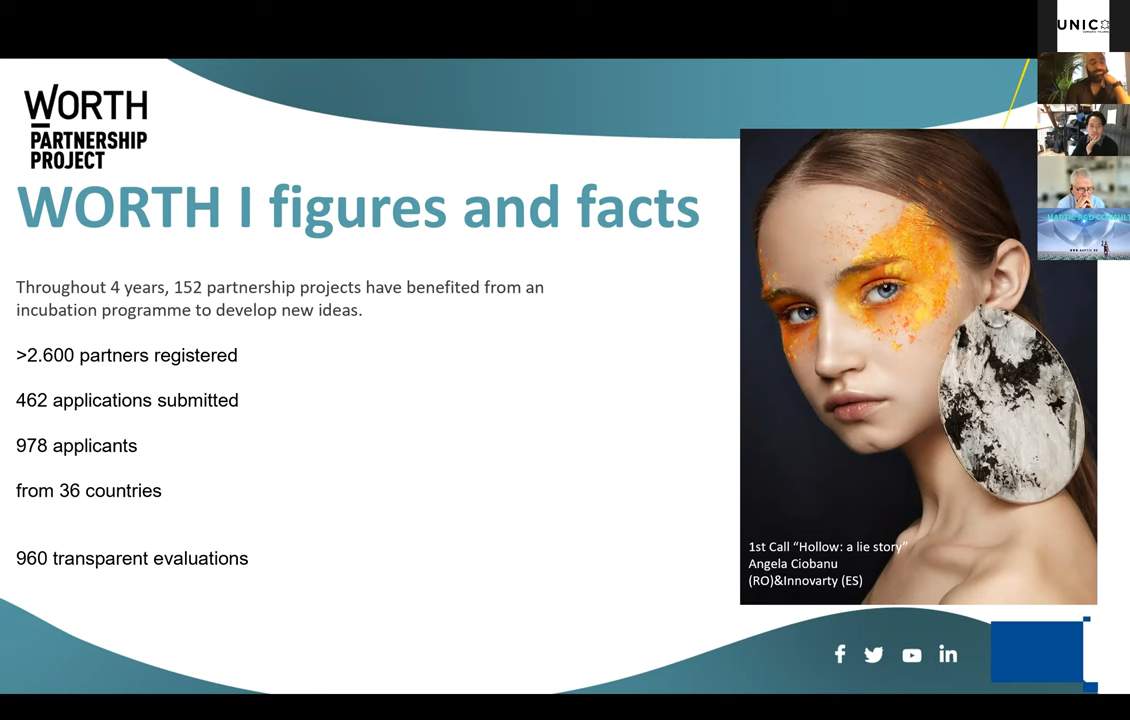 UNIC
WORTH
PARTNERSHIP
PROJECT
WORTH I figures and facts
Throughout 4 years, 152 partnership projects have benefited from an
incubation programme to develop new ideas.
>2.600 partners registered
462 applications submitted
978 applicants
from 36 countries
960 transparent evaluations
1st Call “Hollow: a lie story”
Angela Ciobanu
(RO)&Innovarty (ES)
f
in